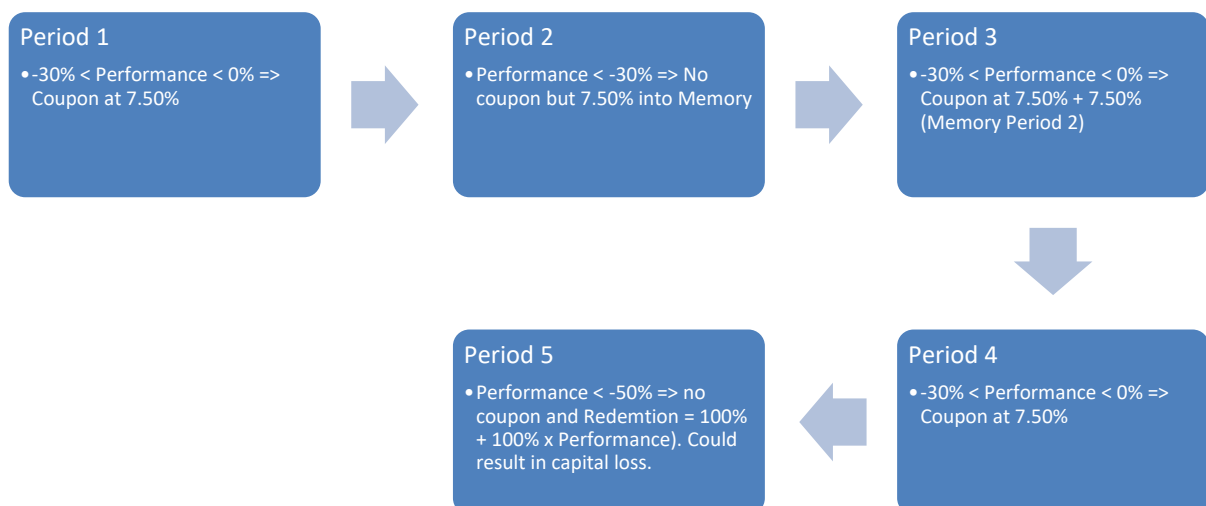 Period 1
•-30% < Performance < 0% =>
Coupon at 7.50%
Period 2
•Performance < -30% => No
coupon but 7.50% into Memory
Period 3
•-30% < Performance < 0% =>
Coupon at 7.50% + 7.50%
(Memory Period 2)
Period 4
•-30% < Performance < 0% =>
Coupon at 7.50%
Period 5
•Performance < -50% => no
coupon and Redemtion = 100%
+ 100% x Performance). Could
result in capital loss.